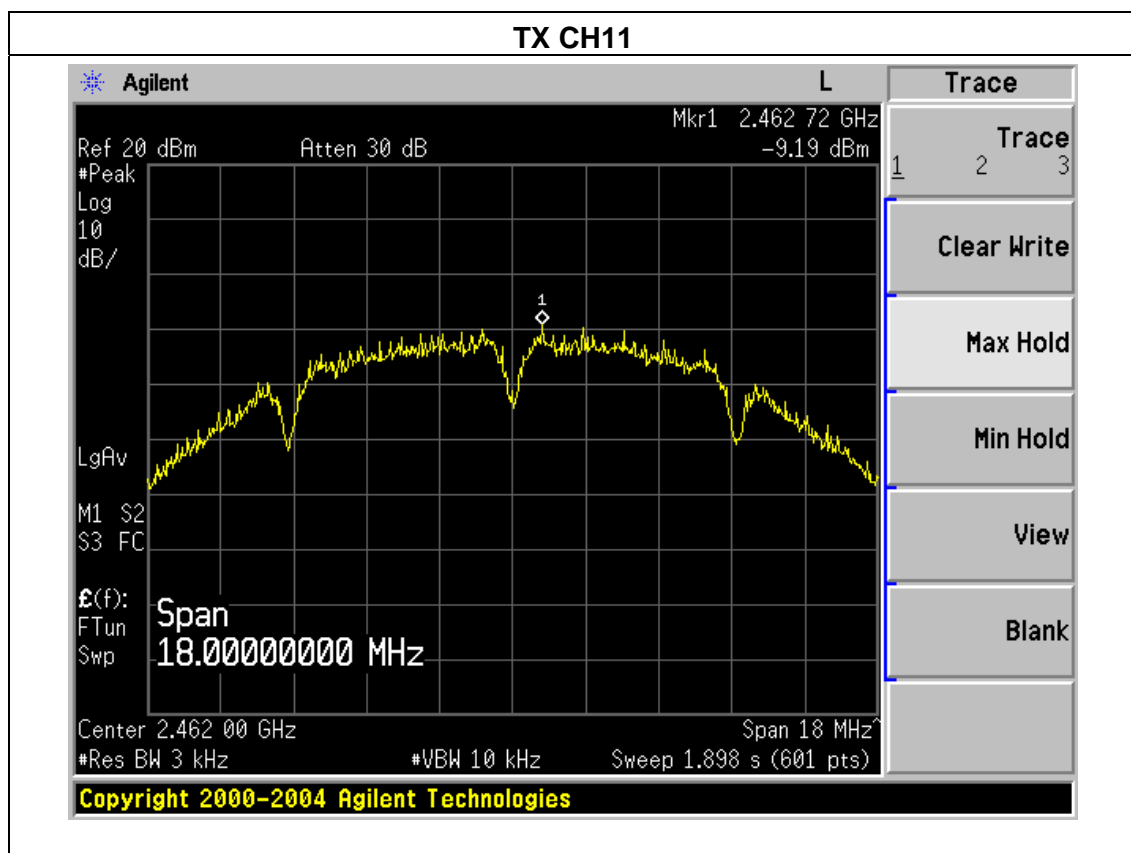 TX CH11
Agilent L Trace
Mkr1 2.462 72 GHz
Ref 20 dBm Atten 30 dB -9.19 dBm
#Peak
Log
10
dB/
1
LgAv
M1 S2
S3 FC
£(f):
FTun
Swp
Span
18.00000000 MHz
Center 2.462 00 GHz Span 18 MHz^
#Res BW 3 kHz #VBW 10 kHz Sweep 1.898 s (601 pts)
Trace
1 2 3
Clear Write
Max Hold
Min Hold
View
Blank
Copyright 2000-2004 Agilent Technologies